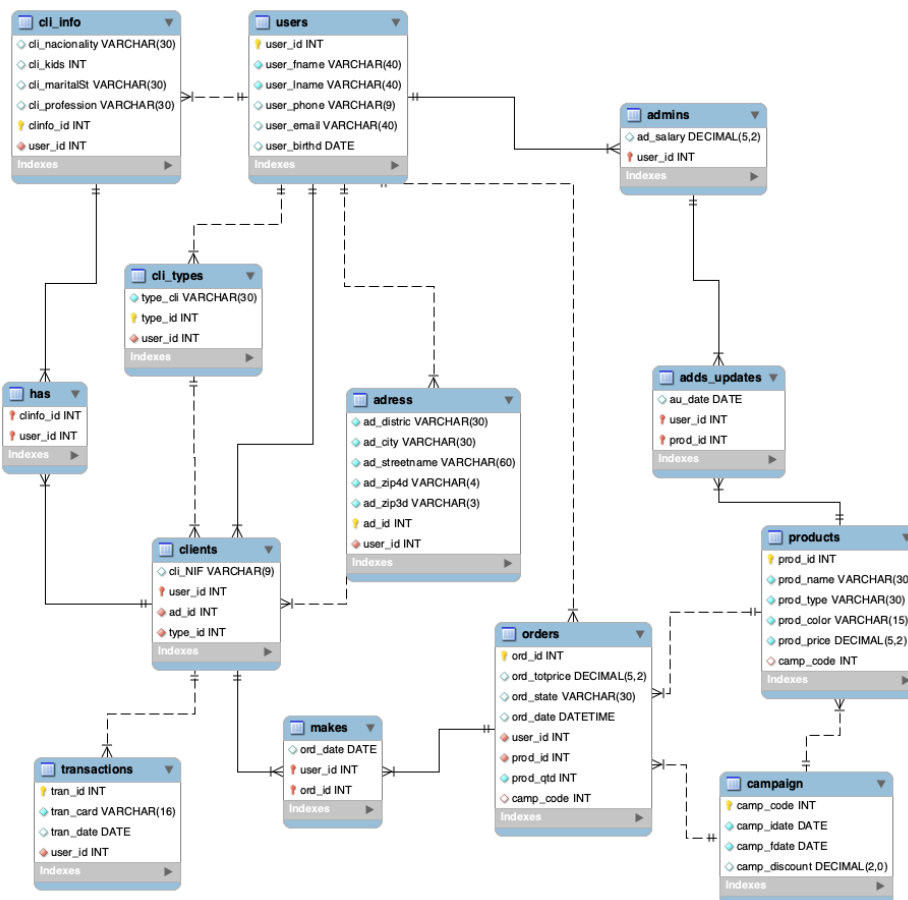 cli_info
cli_nacionality VARCHAR(30)
cli_kids INT
cli_maritalSt VARCHAR(30)
cli_profession VARCHAR(30)
clinfo_id INT
user_id INT
Indexes
users
user_id INT
user_fname VARCHAR(40)
user_lname VARCHAR(40)
user_phone VARCHAR(9)
user_email VARCHAR(40)
user_birthd DATE
Indexes
admins
ad_salary DECIMAL(5,2)
user_id INT
Indexes
cli_types
type_cli VARCHAR(30)
type_id INT
user_id INT
Indexes
has
clinfo_id INT
user_id INT
Indexes
adress
ad_distric VARCHAR(30)
ad_city VARCHAR(30)
ad_streetname VARCHAR(60)
ad_zip4d VARCHAR(4)
ad_zip3d VARCHAR(3)
ad_id INT
user_id INT
Indexes
adds_updates
au_date DATE
user_id INT
prod_id INT
Indexes
clients
cli_NIF VARCHAR(9)
user_id INT
ad_id INT
type_id INT
Indexes
products
prod_id INT
prod_name VARCHAR(30
prod_type VARCHAR(30)
prod_color VARCHAR(15)
prod_price DECIMAL(5,2)
camp_code INT
Indexes
orders
ord_id INT
ord_totprice DECIMAL(5,2)
ord_state VARCHAR(30)
ord_date DATETIME
user_id INT
prod_id INT
prod_qtd INT
camp_code INT
Indexes
makes
ord_date DATE
user_id INT
ord_id INT
Indexes
transactions
tran_id INT
tran_card VARCHAR(16)
tran_date DATE
user_id INT
Indexes
campaign
camp_code INT
camp_idate DATE
camp_fdate DATE
camp_discount DECIMAL(2,0)
Indexes